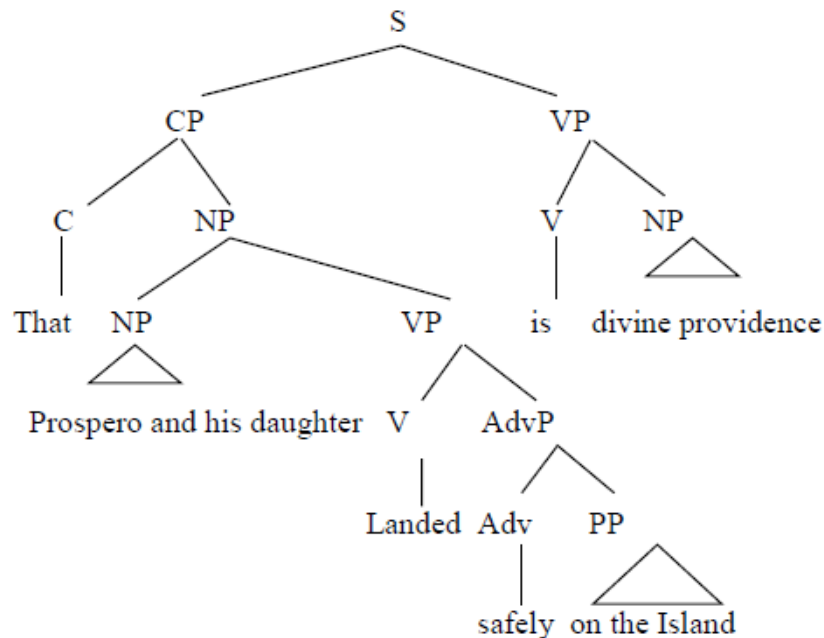 S
CP VP
C NP V NP
That NP VP is divine providence
Prospero and his daughter V AdvP
Landed Adv PP
safely on the Island